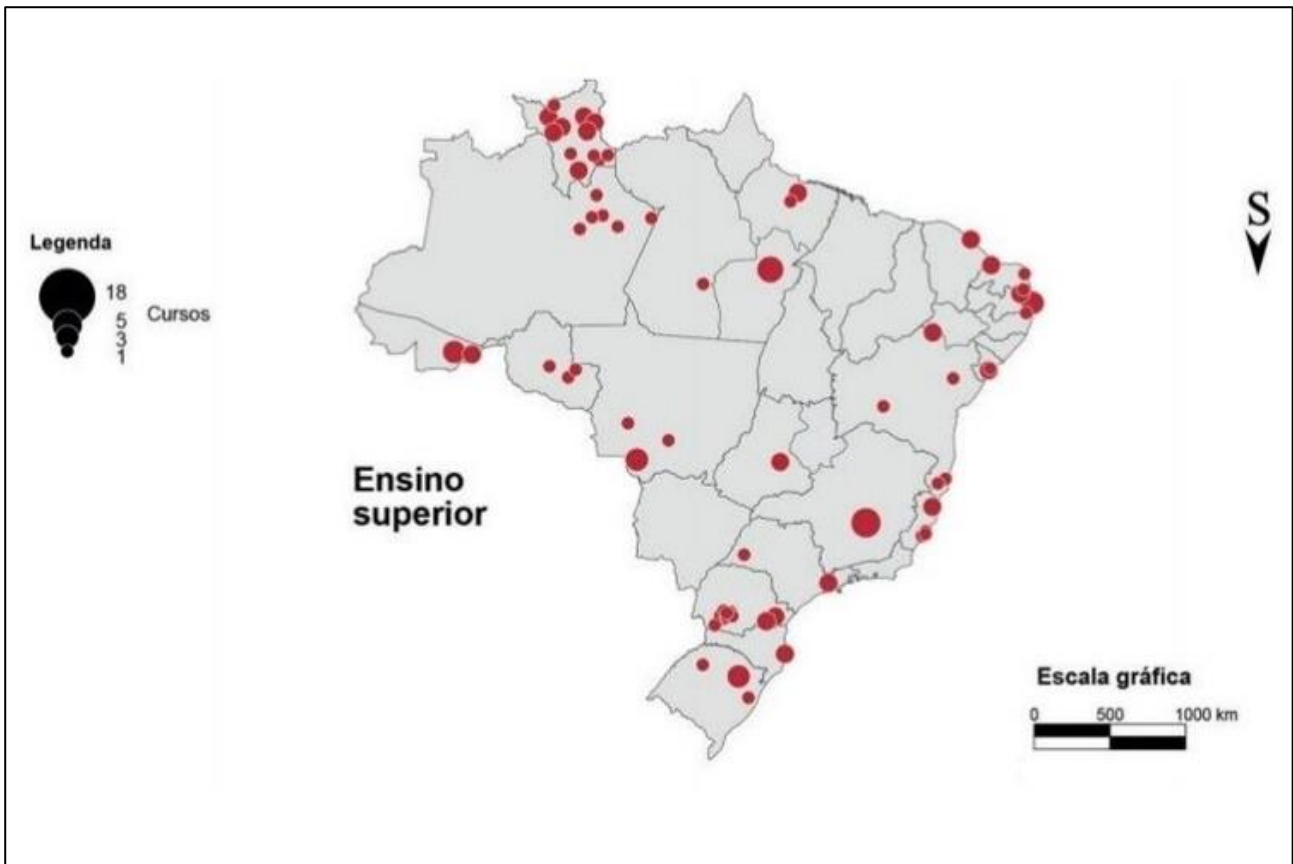 S
Legenda
18
5
3
1
Cursos
Ensino
superior
Escala gráfica
0 500 1000 km